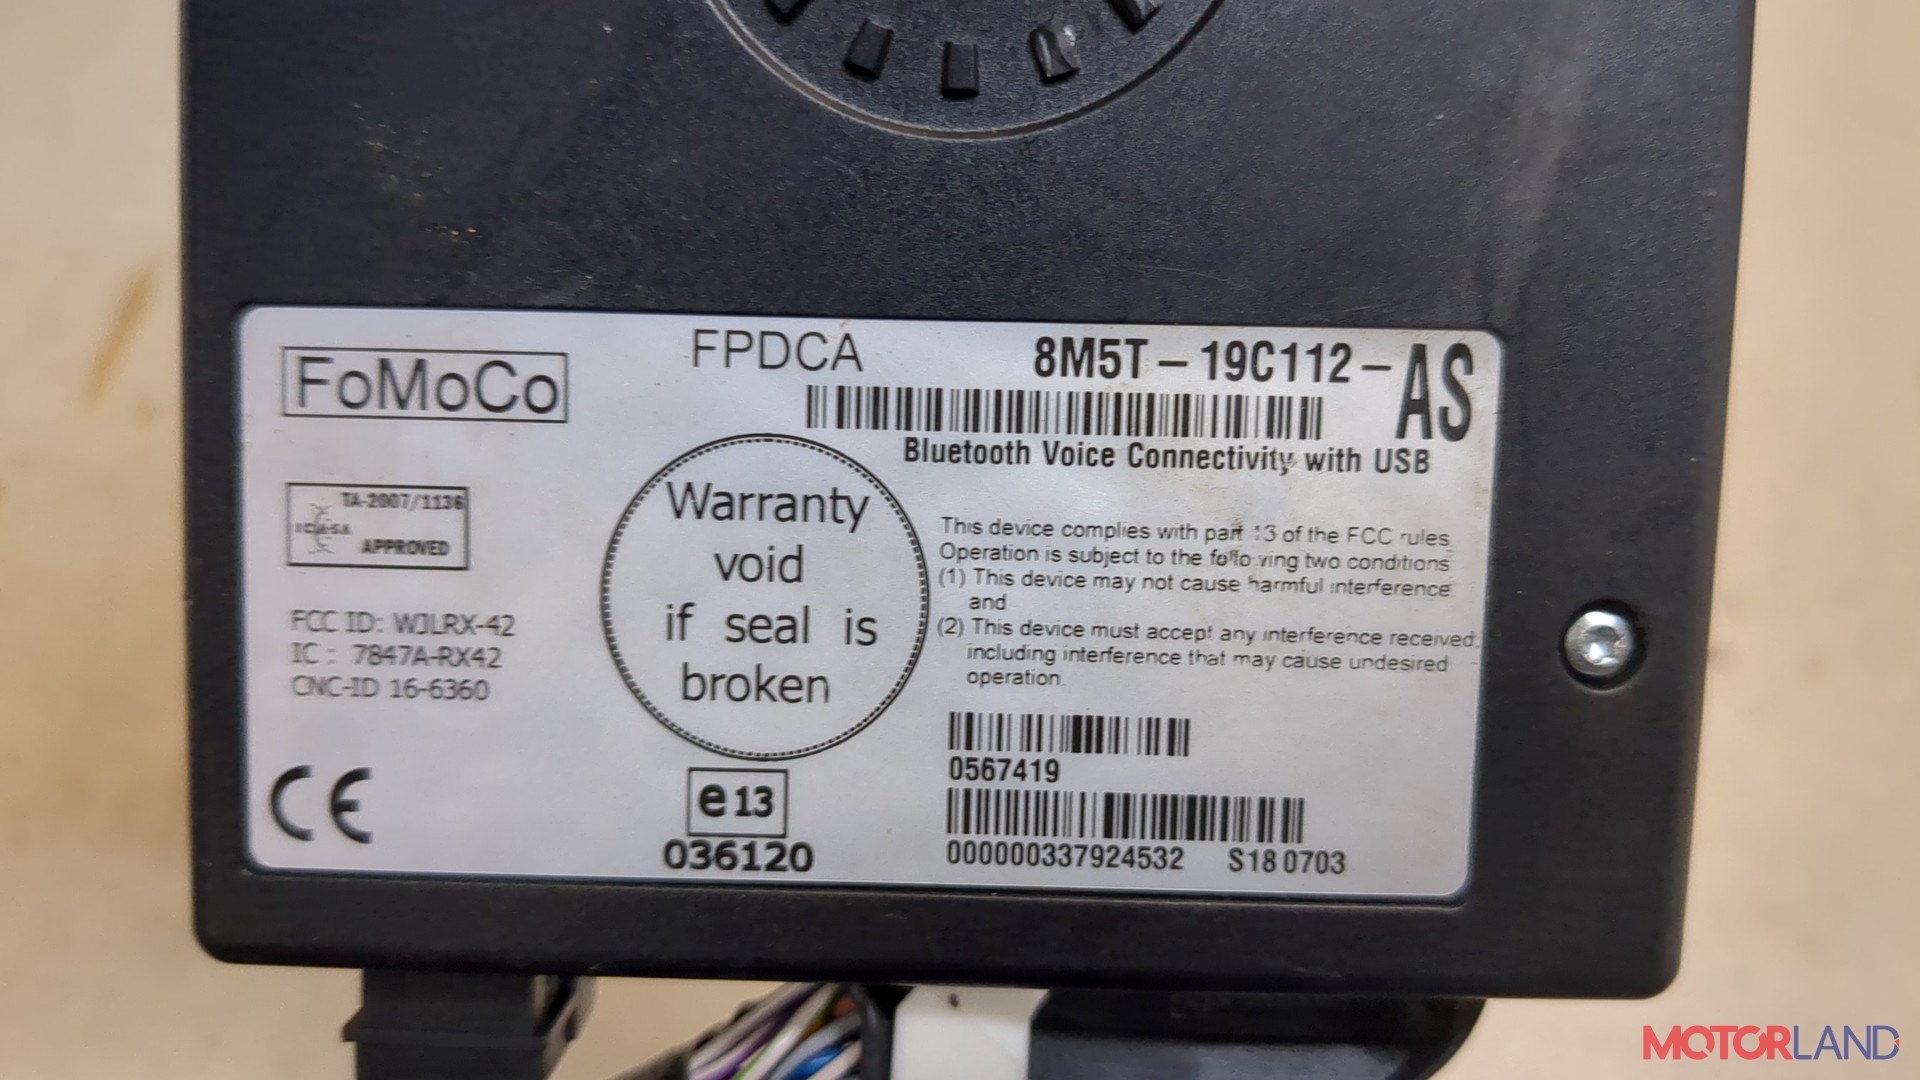 FoMoCo
FPDCA
8M5T - 19C112 - AS
Bluetooth Voice Connectivity with USB
TA-2007/1136
ICASA
APPROVED
FCC ID: WJLRX-42
IC : 7847A-RX42
CNC-ID 16-6360
CE
Warranty
void
if seal is
broken
e13
036120
This device complies with part 13 of the FCC rules.
Operation is subject to the following two conditions
(1) This device may not cause harmful interference.
and
(2) This device must accept any interference received,
including interference that may cause undesired
operation.
0567419
000000337924532 S18 0703
MOTORLAND